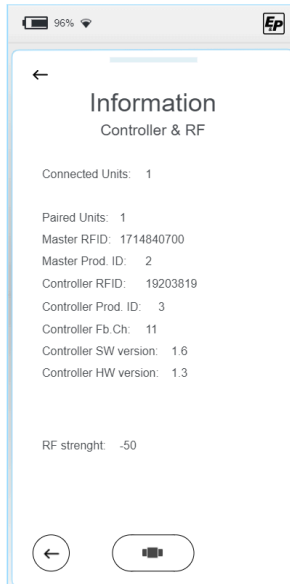 96%
EP
Information
Controller & RF
Connected Units: 1
Paired Units: 1
Master RFID: 1714840700
Master Prod. ID: 2
Controller RFID: 19203819
Controller Prod. ID: 3
Controller Fb.Ch: 11
Controller SW version: 1.6
Controller HW version: 1.3
RF strenght: -50